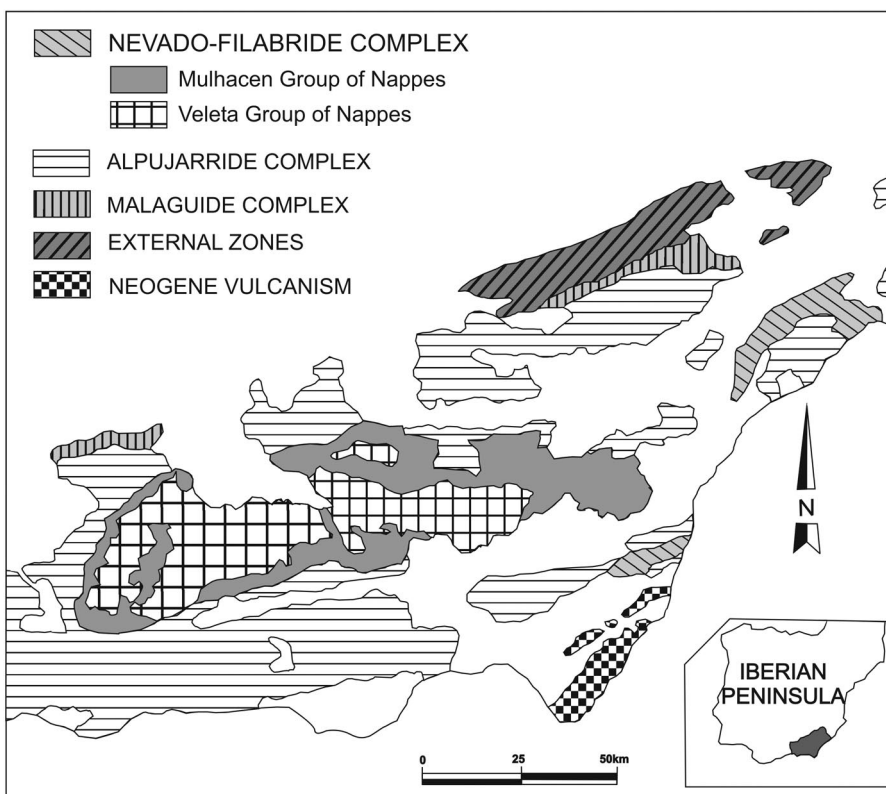 NEVADO-FILABRIDE COMPLEX
Mulhacen Group of Nappes
Veleta Group of Nappes
ALPUJARRIDE COMPLEX
MALAGUIDE COMPLEX
EXTERNAL ZONES
NEOGENE VULCANISM
N
IBERIAN
PENINSULA
0 25 50km